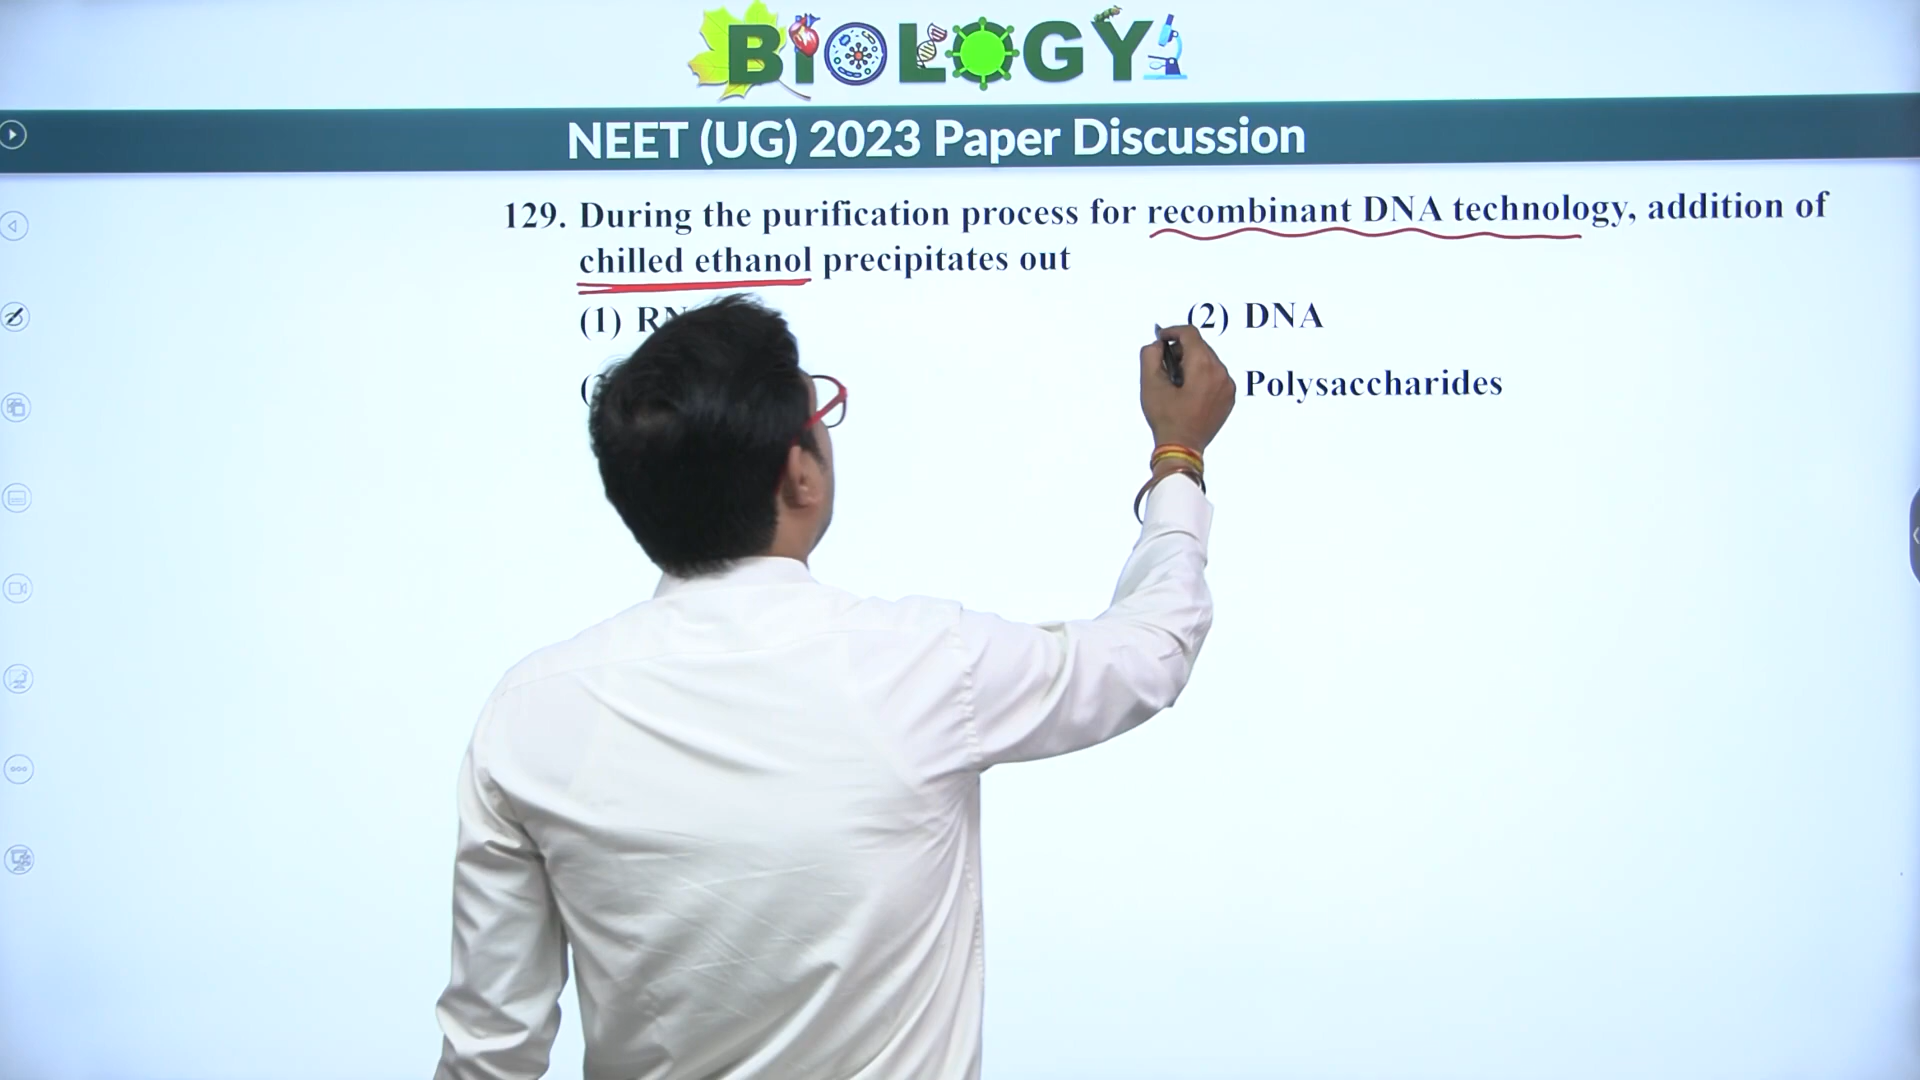 BIOLOGY
NEET (UG) 2023 Paper Discussion
129. During the purification process for recombinant DNA technology, addition of
chilled ethanol precipitates out
(1)
(2) DNA
Polysaccharides